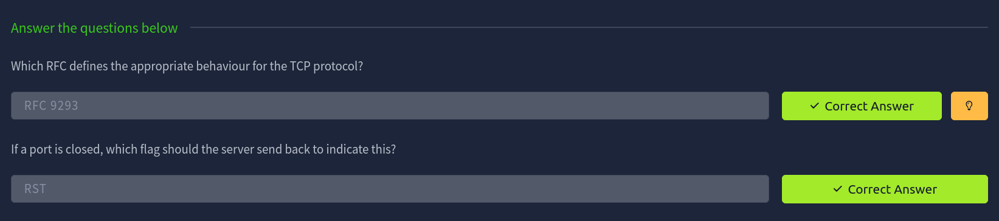 Answer the questions below
Which RFC defines the appropriate behaviour for the TCP protocol?
RFC 9293
Correct Answer
If a port is closed, which flag should the server send back to indicate this?
RST
Correct Answer